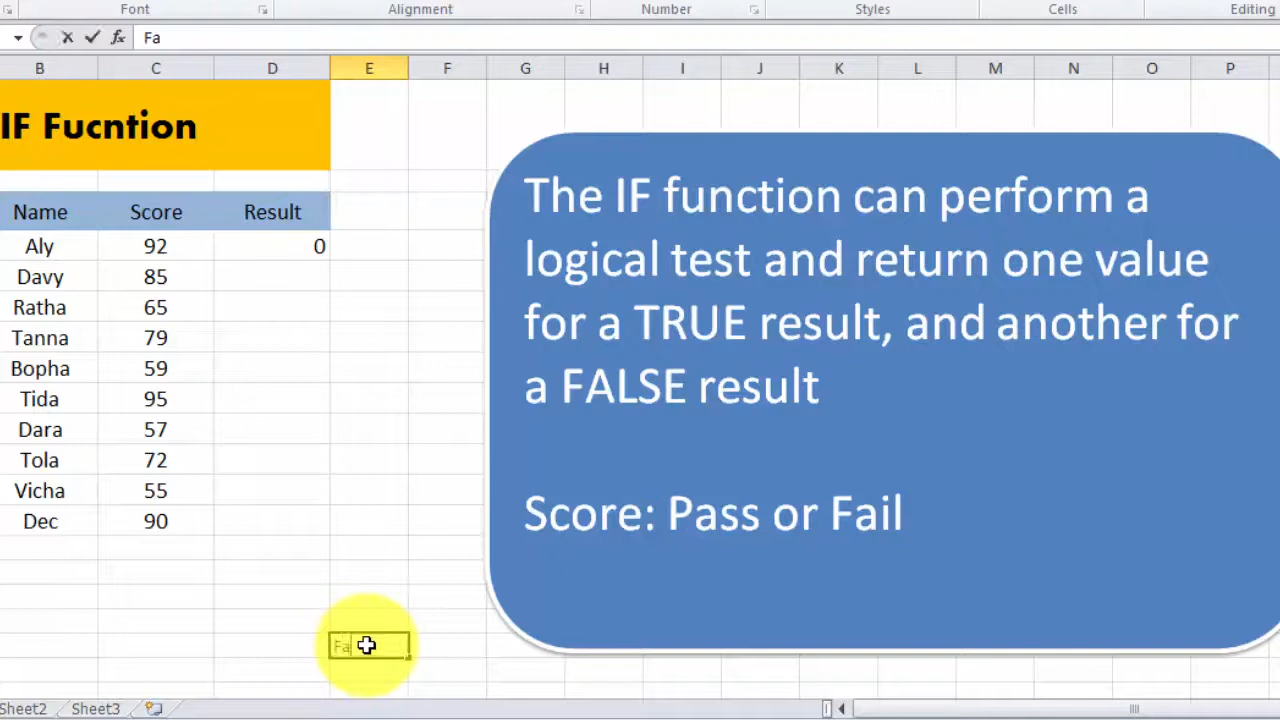 Font Alignment Number Styles Cells Editing
fx Fa
B C D E F G H I J K L M N O P
IF Fucntion
Name Score Result
Aly 92 0
Davy 85
Ratha 65
Tanna 79
Bopha 59
Tida 95
Dara 57
Tola 72
Vicha 55
Dec 90
Fa
The IF function can perform a
logical test and return one value
for a TRUE result, and another for
a FALSE result
Score: Pass or Fail
Sheet2 Sheet3